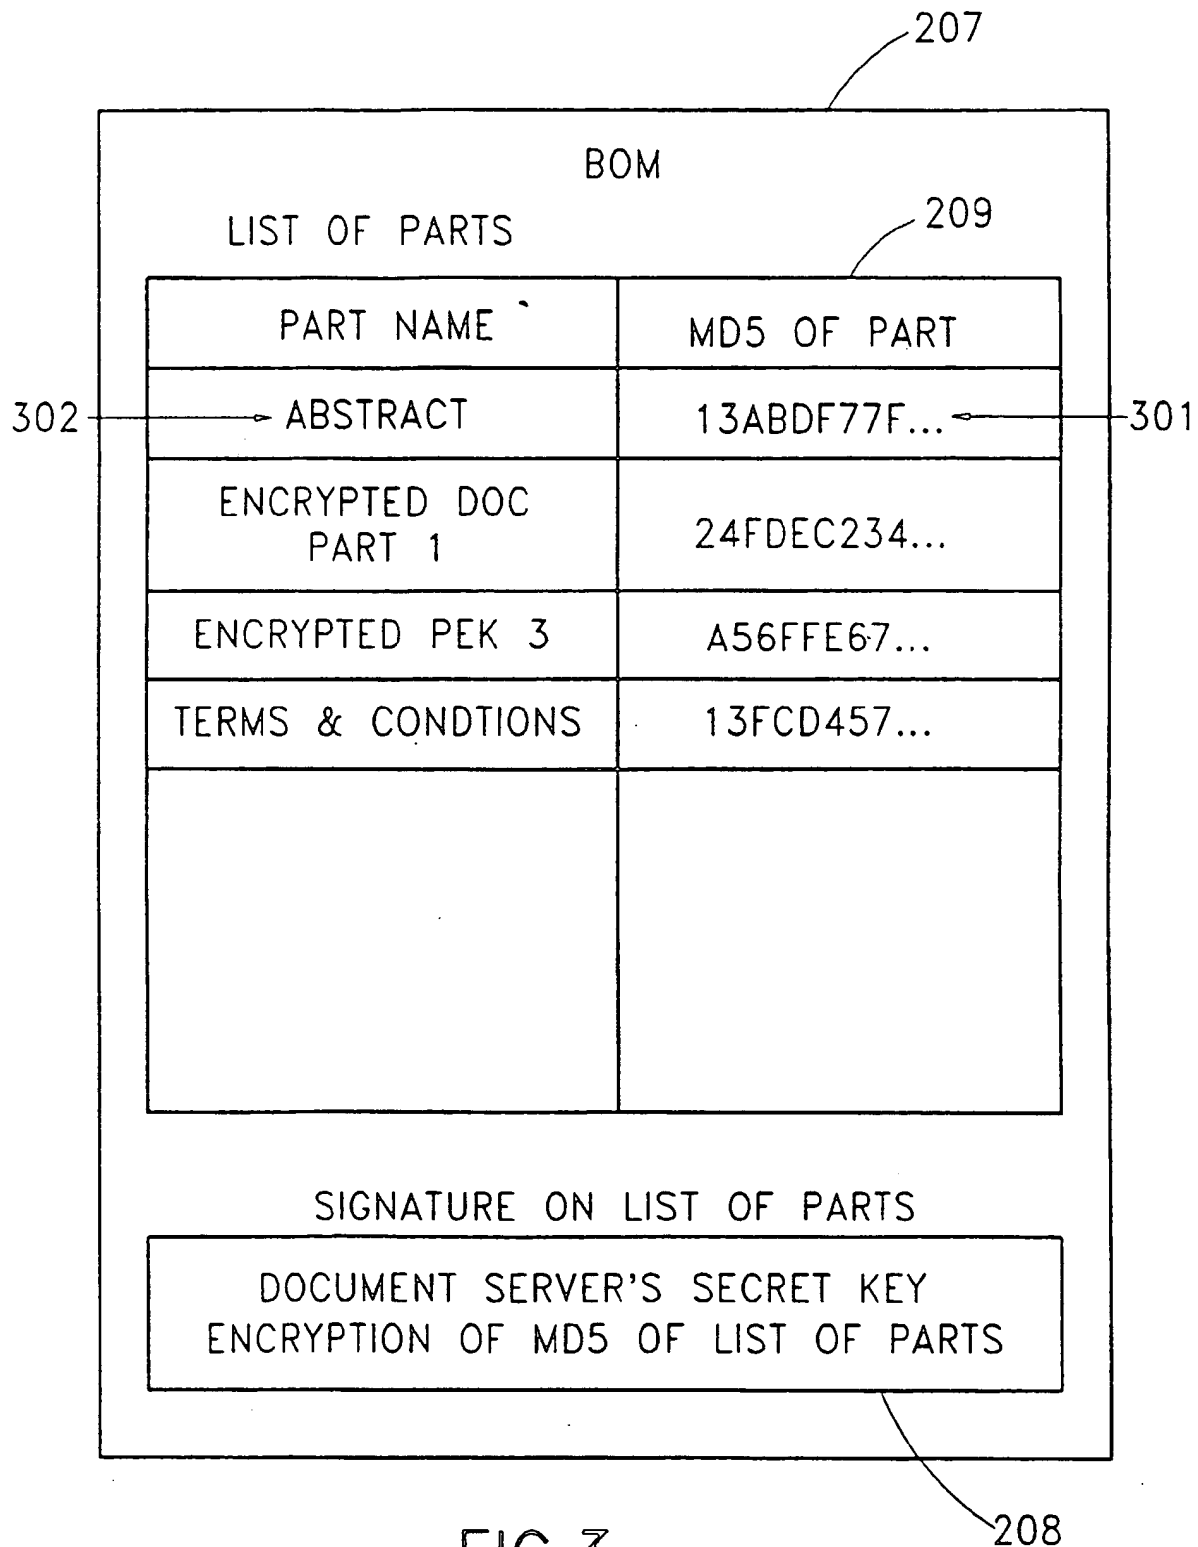 207
BOM
209
LIST OF PARTS
PART NAME MD5 OF PART
302 ABSTRACT 13ABDF77F... 301
ENCRYPTED DOC
PART 1 24FDEC234...
ENCRYPTED PEK 3 A56FFE67...
TERMS & CONDTIONS 13FCD457...
SIGNATURE ON LIST OF PARTS
DOCUMENT SERVER'S SECRET KEY
ENCRYPTION OF MD5 OF LIST OF PARTS
208
FIG.3